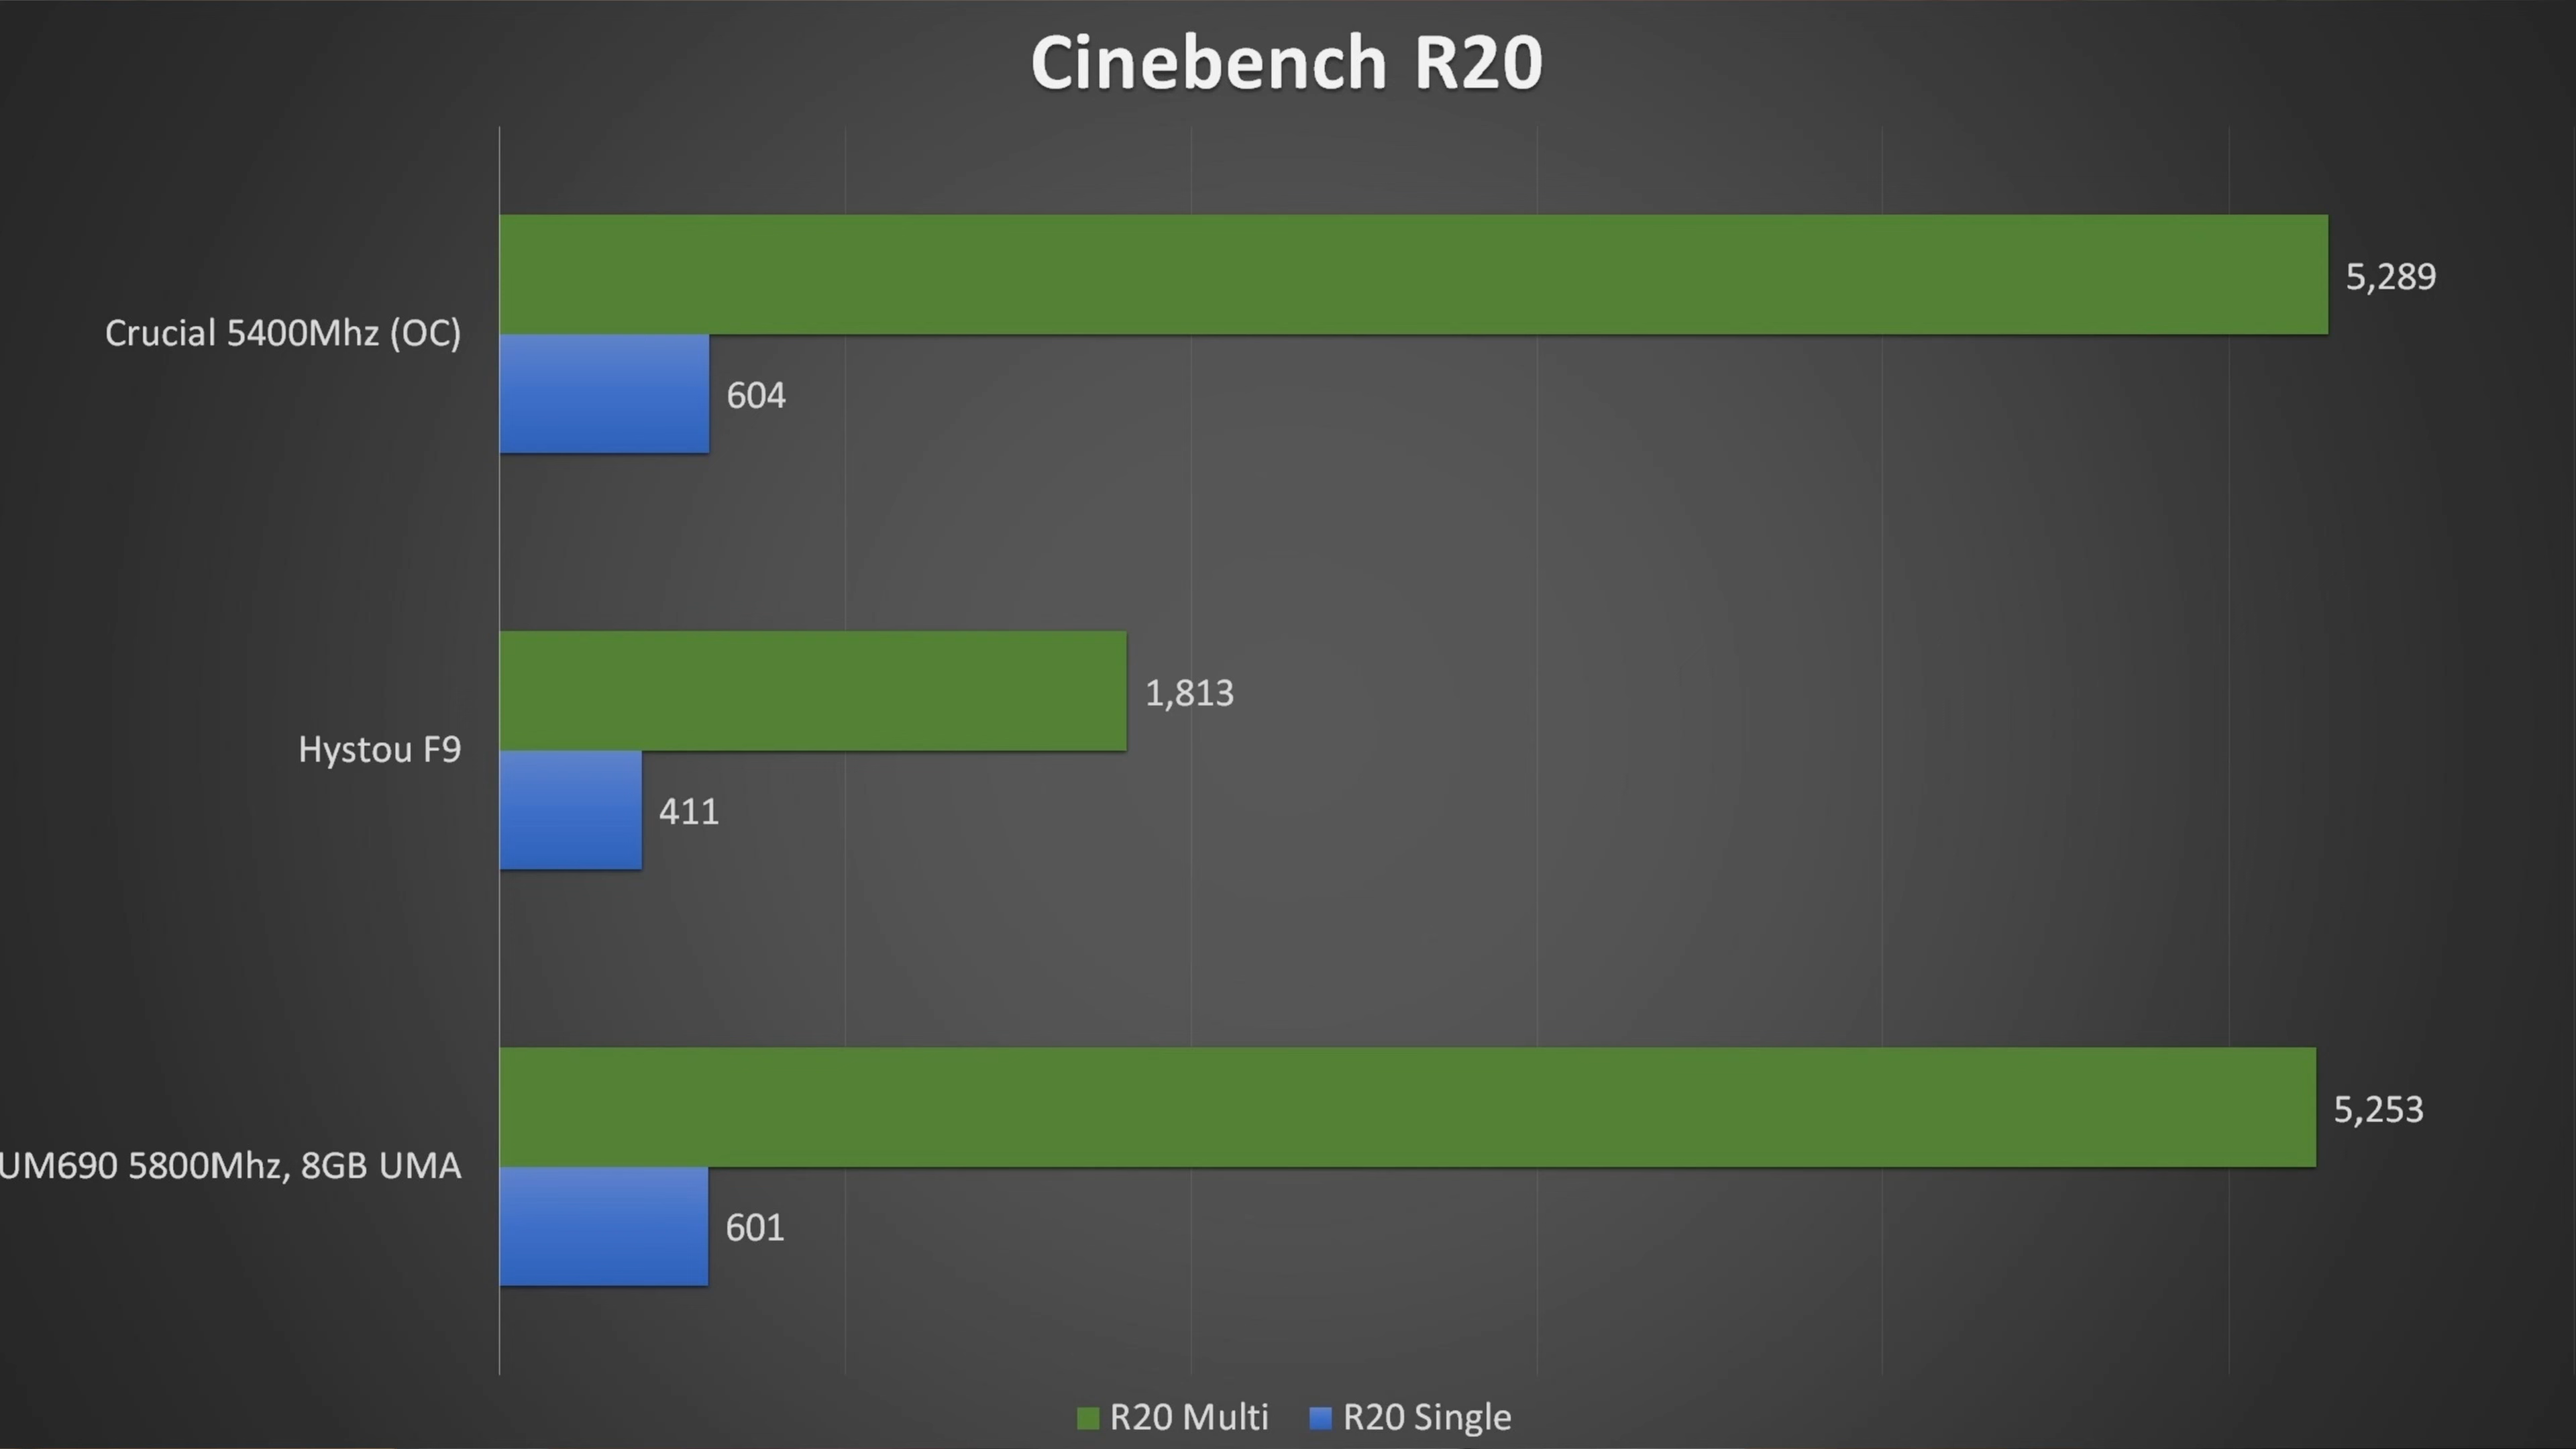 Cinebench R20
5,289
Crucial 5400Mhz (OC)
604
1,813
Hystou F9
411
5,253
UM690 5800Mhz, 8GB UMA
601
R20 Multi R20 Single